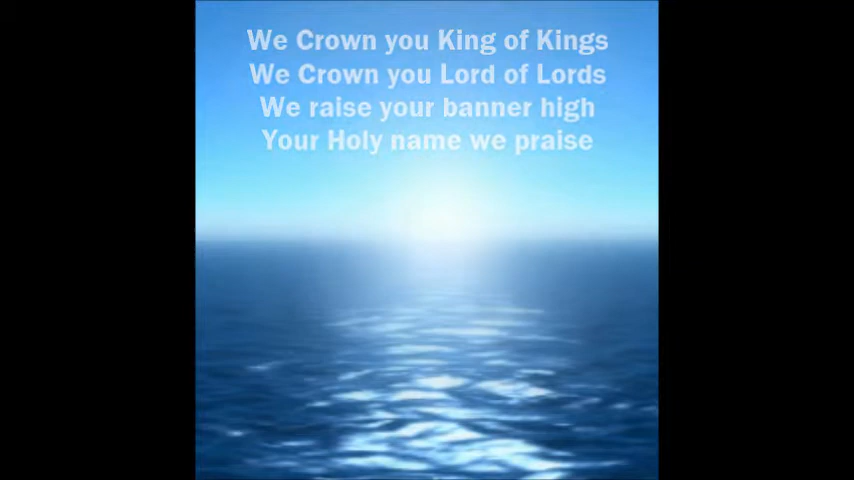 We Crown you King of Kings
We Crown you Lord of Lords
We raise your banner high
Your Holy name we praise